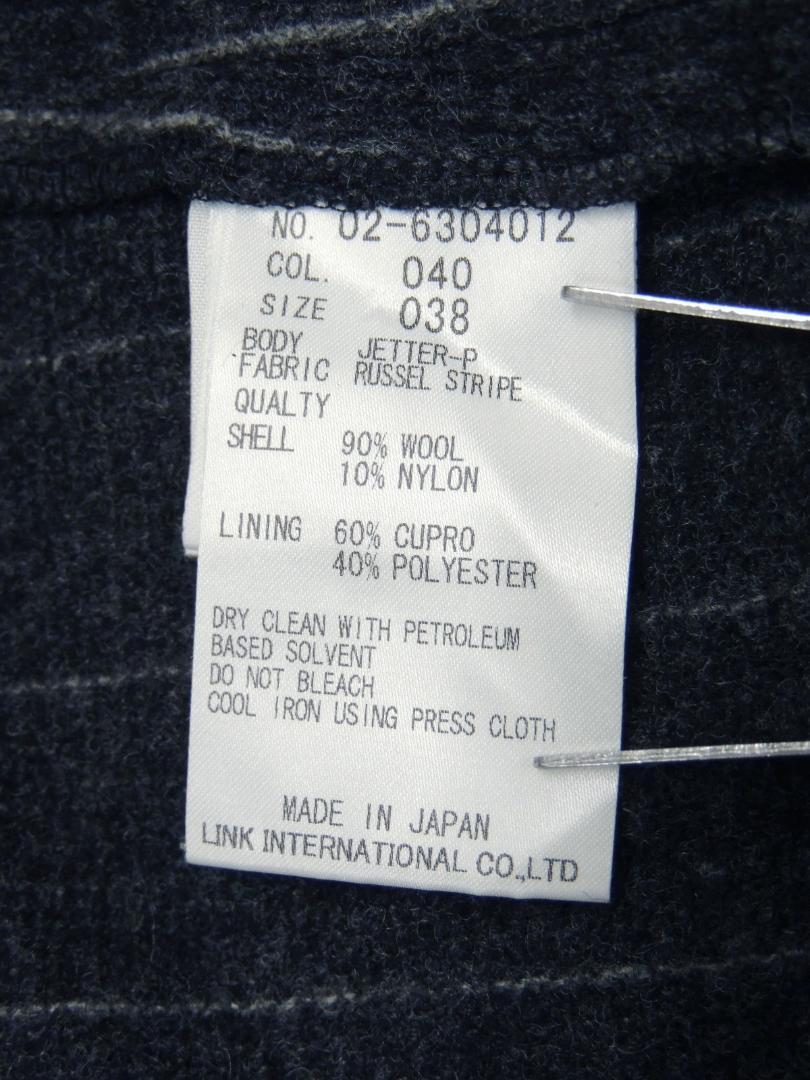 NO. 02-6304012
COL. 040
SIZE 038
BODY JETTER-P
FABRIC RUSSEL STRIPE
QUALTY
SHELL 90% WOOL
10% NYLON
LINING 60% CUPRO
40% POLYESTER
DRY CLEAN WITH PETROLEUM
BASED SOLVENT
DO NOT BLEACH
COOL IRON USING PRESS CLOTH
MADE IN JAPAN
LINK INTERNATIONAL CO.,LTD